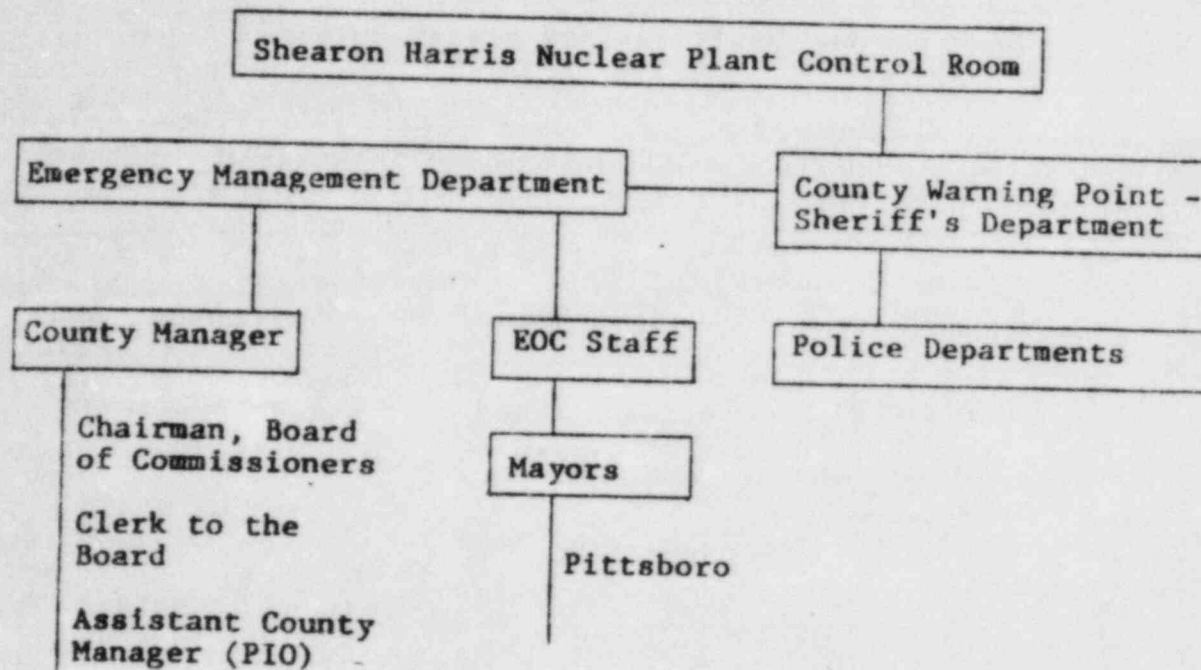 Shearon Harris Nuclear Plant Control Room
Emergency Management Department
County Warning Point -
Sheriff's Department
County Manager
EOC Staff
Police Departments
Chairman, Board
of Commissioners
Mayors
Clerk to the
Board
Pittsboro
Assistant County
Manager (PIO)